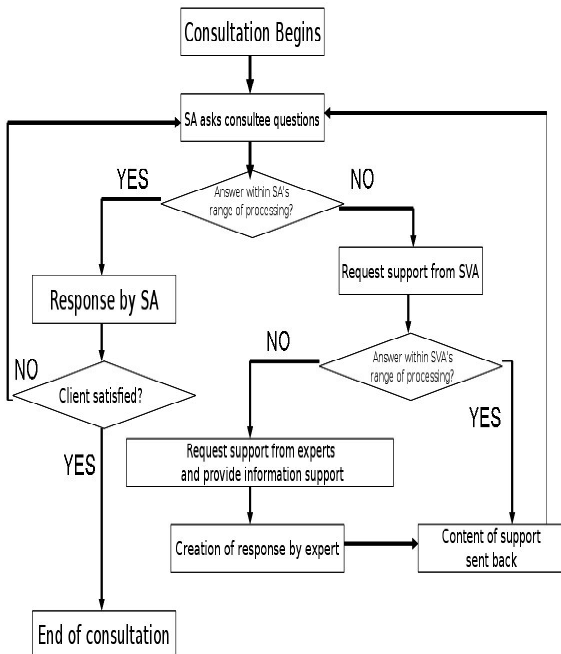 Consultation Begins
SA asks consultee questions
YES
Answer within SA's
range of processing?
NO
Response by SA
Request support from SVA
NO
Answer within SVA's
range of processing?
NO
Client satisfied?
YES
YES
Request support from experts
and provide information support
Creation of response by expert
Content of support
sent back
End of consultation